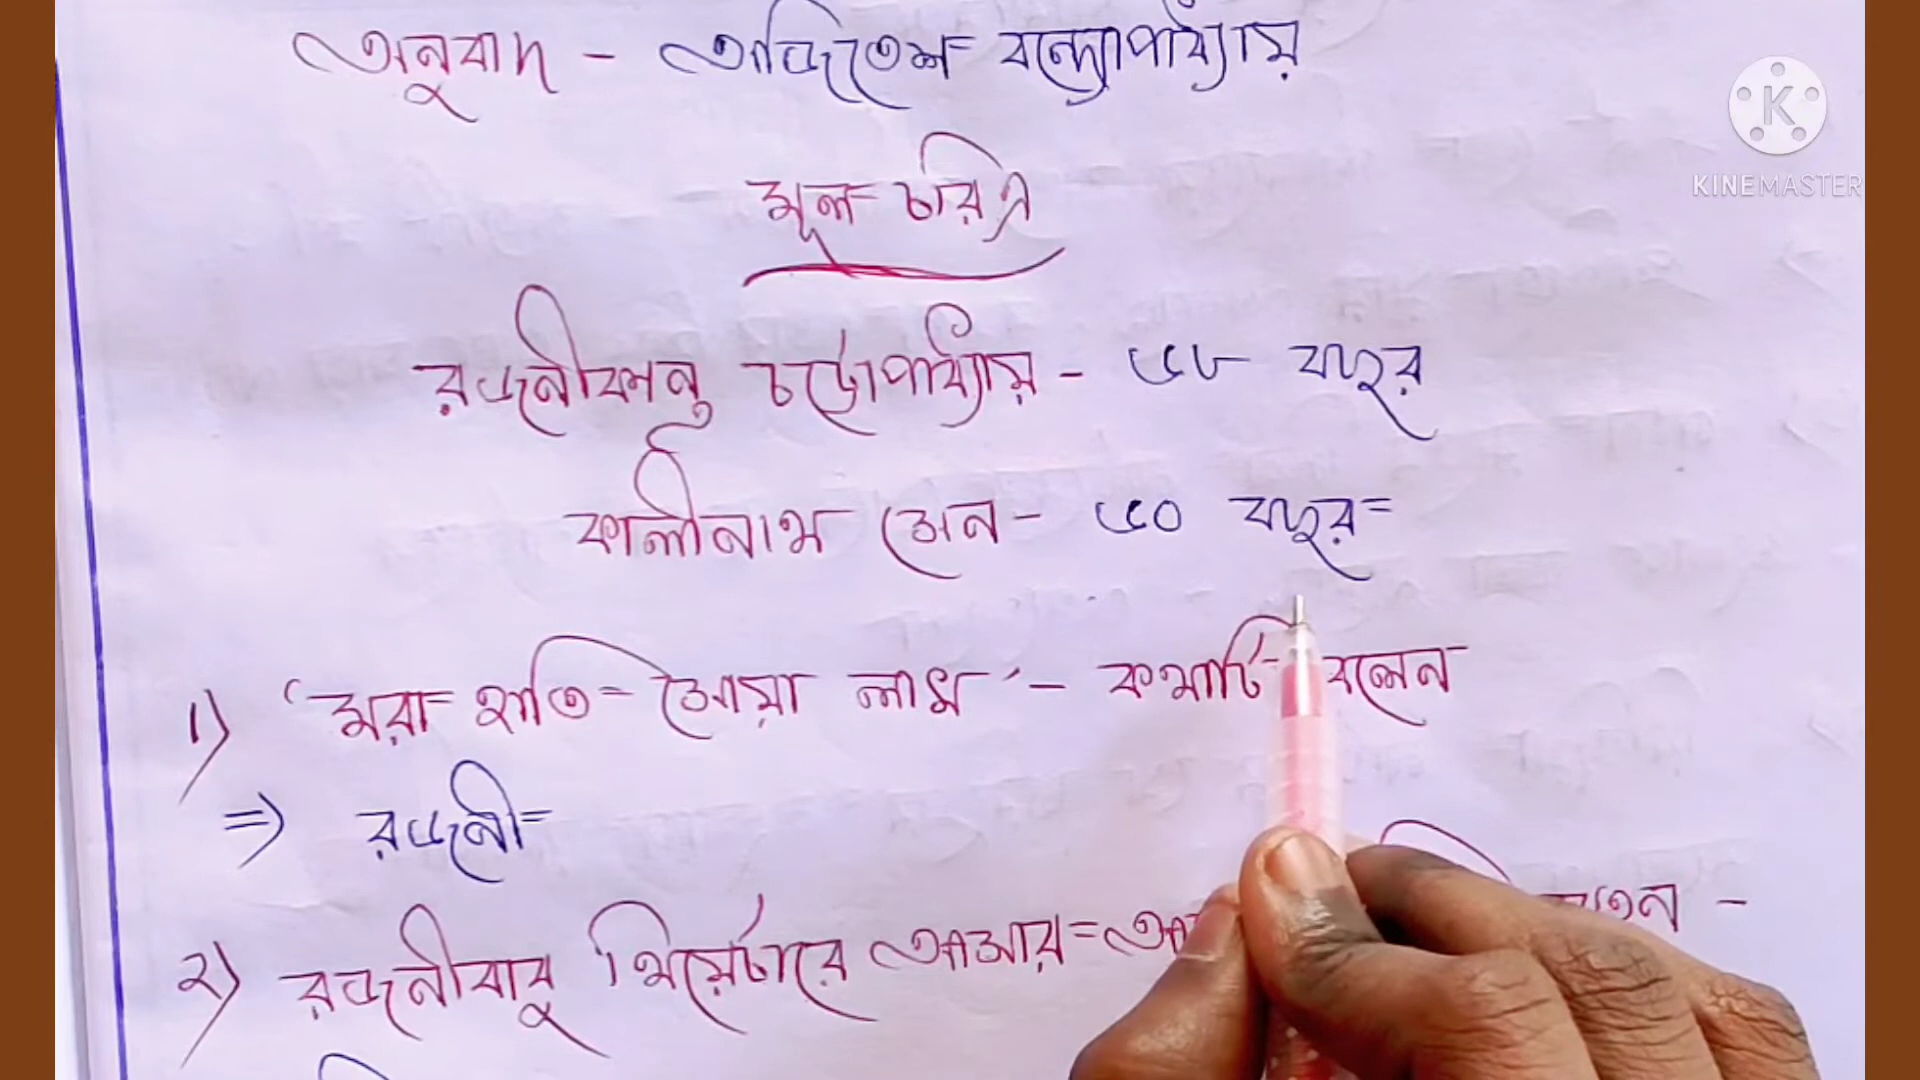 অনুবাদ - অজিতেশ বন্দ্যোপাধ্যায়
KINEMASTER
মূল চরিত্র
রজনীকান্ত চট্টোপাধ্যায় - ৬৮ বছর
কালীনাথ সেন - ৬০ বছর
১) 'মরা হাতি সোয়া লাখ' - কথাটি বলেন
=> রজনী
২) রজনীবাবু থিয়েটারে আসার